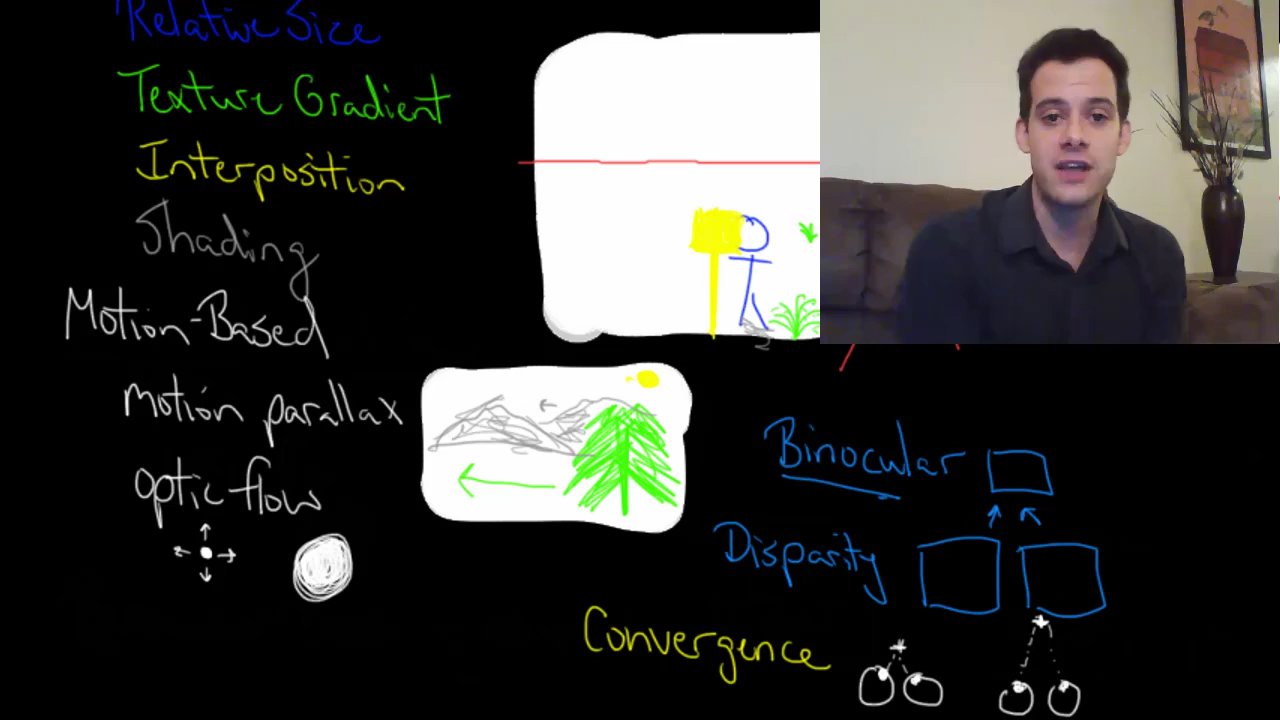 Relative Size
Texture Gradient
Interposition
Shading
Motion-Based
motion parallax
optic flow
Binocular
Disparity
Convergence